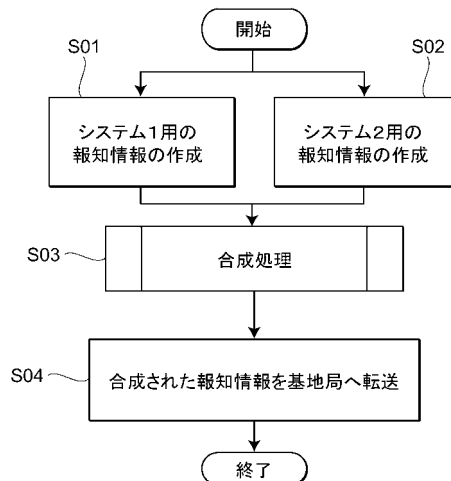 開始
S01
S02
システム1用の
報知情報の作成
システム2用の
報知情報の作成
S03
合成処理
S04
合成された報知情報を基地局へ転送
終了